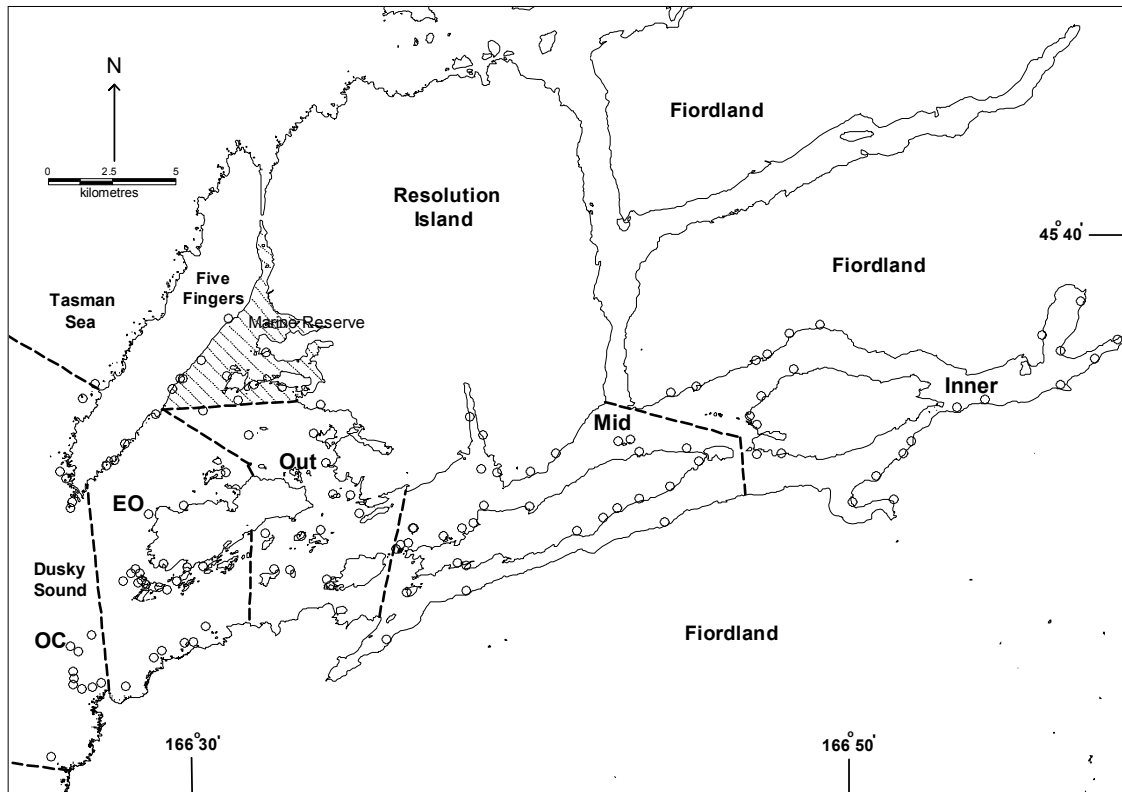 N
0 2.5 5
kilometres
Fiordland
Resolution
Island
45°40'
Fiordland
Five
Fingers
Tasman
Sea
Marine Reserve
Inner
Mid
Out
EO
Dusky
Sound
OC
Fiordland
166°30'
166°50'